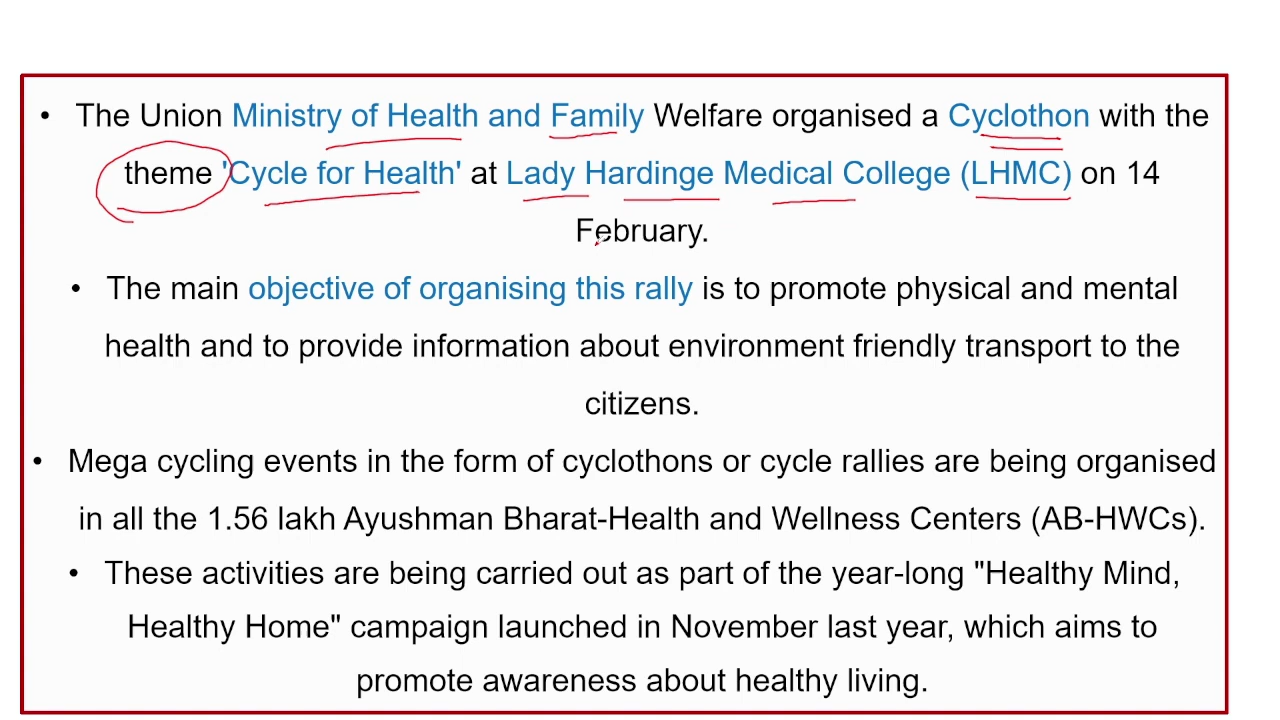 • The Union Ministry of Health and Family Welfare organised a Cyclothon with the
theme 'Cycle for Health' at Lady Hardinge Medical College (LHMC) on 14
February.
• The main objective of organising this rally is to promote physical and mental
health and to provide information about environment friendly transport to the
citizens.
• Mega cycling events in the form of cyclothons or cycle rallies are being organised
in all the 1.56 lakh Ayushman Bharat-Health and Wellness Centers (AB-HWCs).
• These activities are being carried out as part of the year-long "Healthy Mind,
Healthy Home" campaign launched in November last year, which aims to
promote awareness about healthy living.